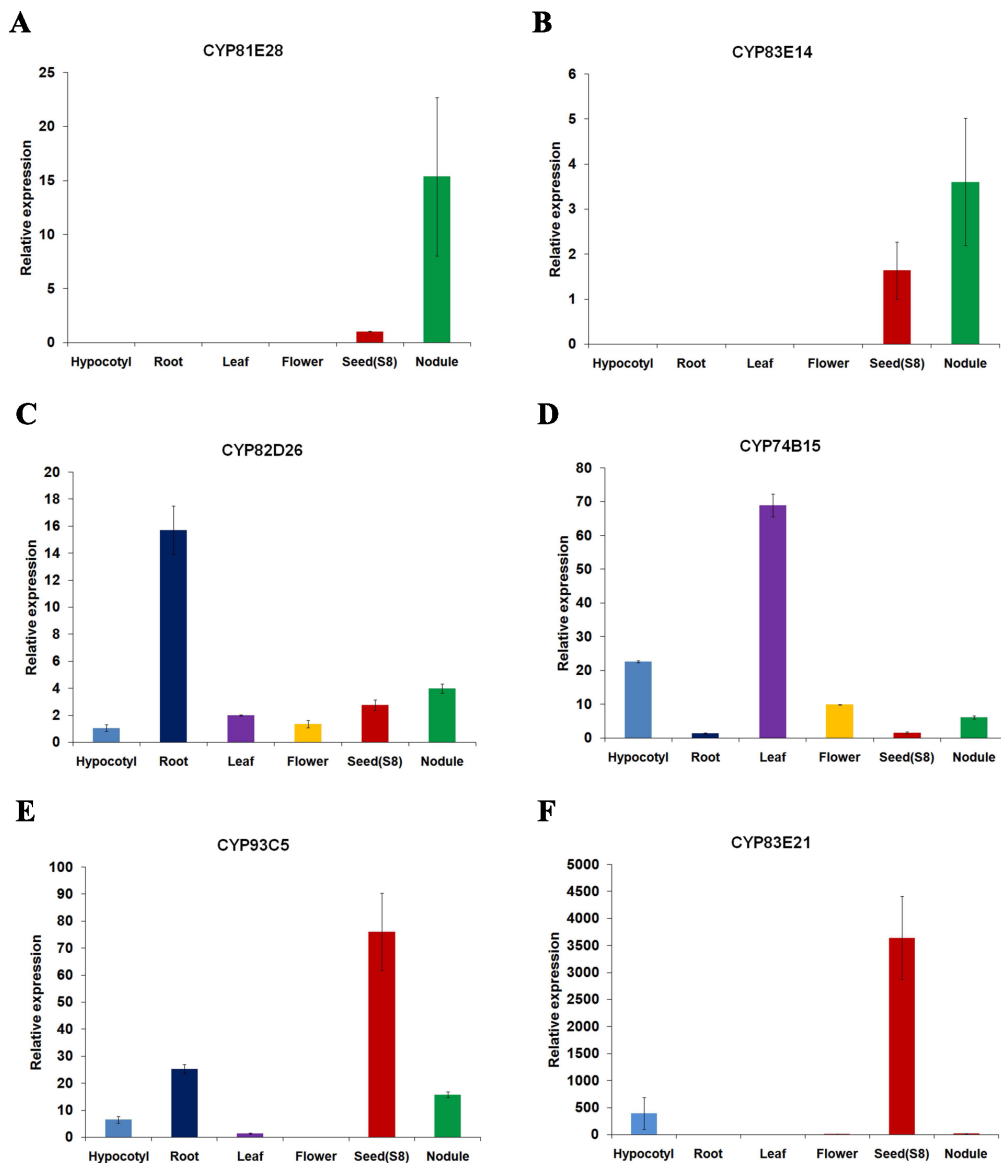 A
CYP81E28
Relative expression
25
20
15
10
5
0
Hypocotyl Root Leaf Flower Seed(S8) Nodule
B
CYP83E14
Relative expression
6
5
4
3
2
1
0
Hypocotyl Root Leaf Flower Seed(S8) Nodule
C
CYP82D26
Relative expression
20
18
16
14
12
10
8
6
4
2
0
Hypocotyl Root Leaf Flower Seed(S8) Nodule
D
CYP74B15
Relative expression
80
70
60
50
40
30
20
10
0
Hypocotyl Root Leaf Flower Seed(S8) Nodule
E
CYP93C5
Relative expression
100
90
80
70
60
50
40
30
20
10
0
Hypocotyl Root Leaf Flower Seed(S8) Nodule
F
CYP83E21
Relative expression
5000
4500
4000
3500
3000
2500
2000
1500
1000
500
0
Hypocotyl Root Leaf Flower Seed(S8) Nodule